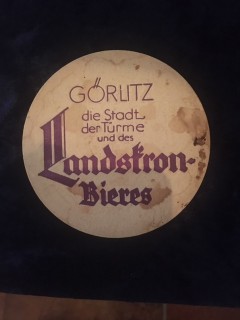 GÖRLITZ
die Stadt
der Türme
und des
Landskron-
Bieres